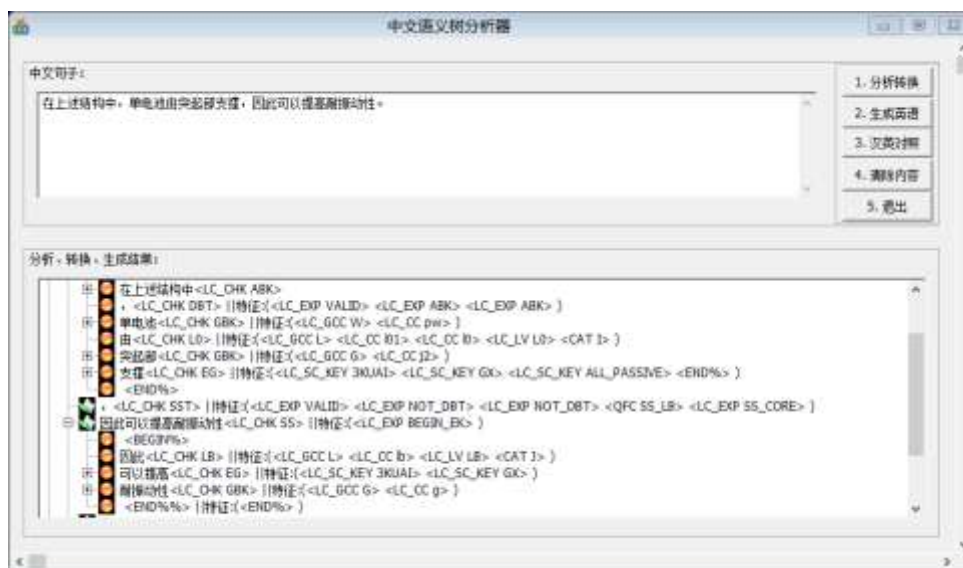 中文语义树分析器
中文句子：
在上述结构中，单电池由突起部支撑，因此可以提高耐振动性。
1. 分析转换
2. 生成英语
3. 汉英对照
4. 清除内容
5. 退出
分析、转换、生成结果：
在上述结构中<LC_CHK ABK>
，<LC_CHK DBT> ||特征:(<LC_EXP VALID> <LC_EXP ABK> <LC_EXP ABK> )
单电池<LC_CHK GBK> ||特征:(<LC_GCC W> <LC_CC pw> )
由<LC_CHK L0> ||特征:(<LC_GCC L> <LC_CC l01> <LC_CC l0> <LC_LV L0> <CAT I> )
突起部<LC_CHK GBK> ||特征:(<LC_GCC G> <LC_CC j2> )
支撑<LC_CHK EG> ||特征:(<LC_SC_KEY 3KUAI> <LC_SC_KEY GX> <LC_SC_KEY ALL_PASSIVE> <END%> )
<END%>
，<LC_CHK SST> ||特征:(<LC_EXP VALID> <LC_EXP NOT_DBT> <LC_EXP NOT_DBT> <QFC SS_LB> <LC_EXP SS_CORE> )
因此可以提高耐振动性<LC_CHK SS> ||特征:(<LC_EXP BEGIN_EK> )
<BEGIN%>
因此<LC_CHK LB> ||特征:(<LC_GCC L> <LC_CC lb> <LC_LV LB> <CAT I> )
可以提高<LC_CHK EG> ||特征:(<LC_SC_KEY 3KUAI> <LC_SC_KEY GX> )
耐振动性<LC_CHK GBK> ||特征:(<LC_GCC G> <LC_CC g> )
<END%%> ||特征:(<END%> )